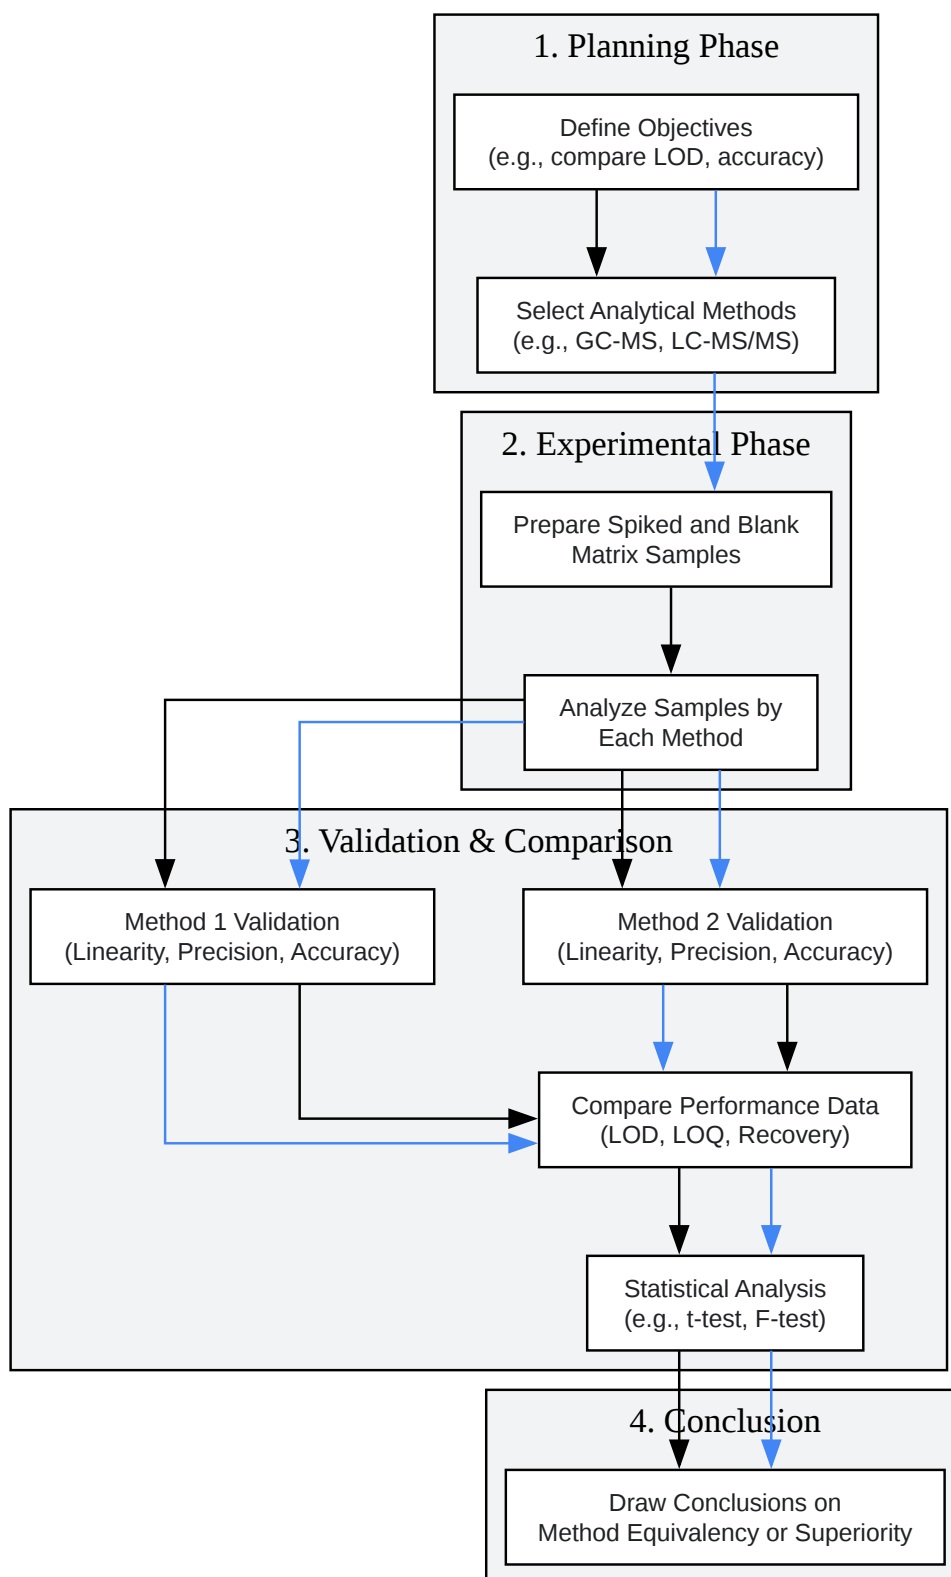 1. Planning Phase
Define Objectives
(e.g., compare LOD, accuracy)
Select Analytical Methods
(e.g., GC-MS, LC-MS/MS)
2. Experimental Phase
Prepare Spiked and Blank
Matrix Samples
Analyze Samples by
Each Method
3. Validation & Comparison
Method 1 Validation
(Linearity, Precision, Accuracy)
Method 2 Validation
(Linearity, Precision, Accuracy)
Compare Performance Data
(LOD, LOQ, Recovery)
Statistical Analysis
(e.g., t-test, F-test)
4. Conclusion
Draw Conclusions on
Method Equivalency or Superiority